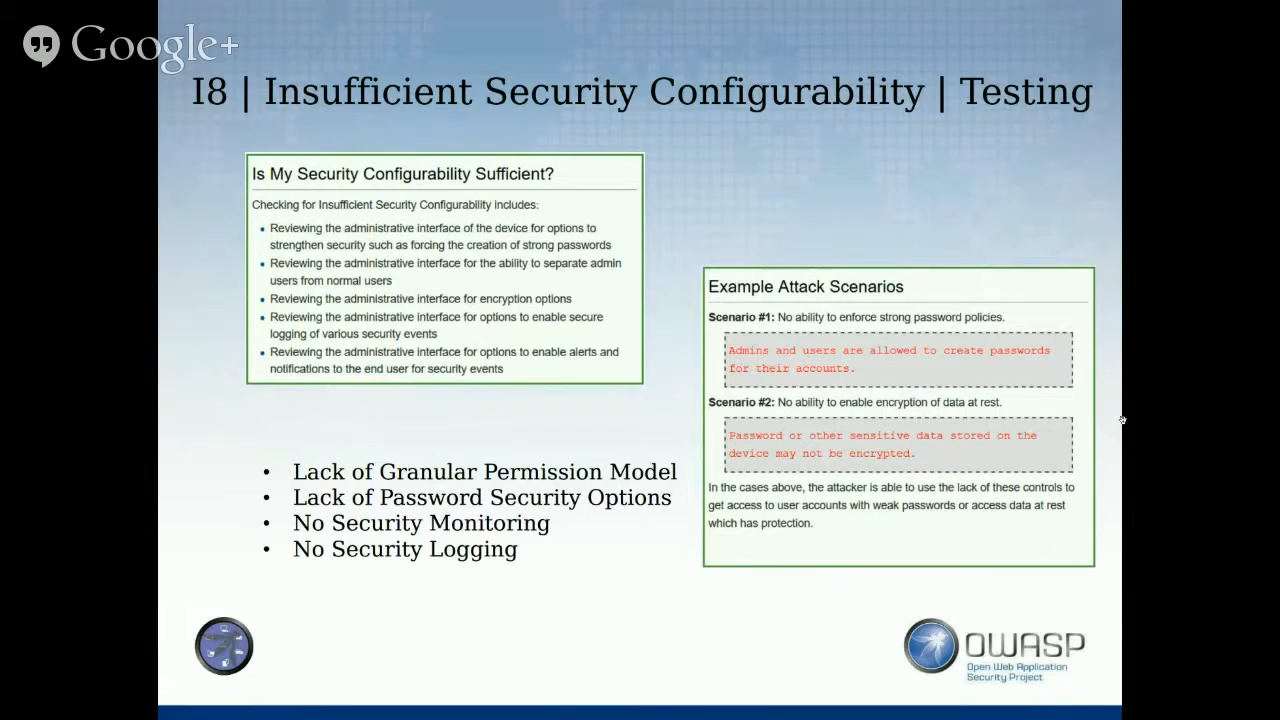 Google+
I8 | Insufficient Security Configurability | Testing
Is My Security Configurability Sufficient?
Checking for Insufficient Security Configurability includes:
• Reviewing the administrative interface of the device for options to
strengthen security such as forcing the creation of strong passwords
• Reviewing the administrative interface for the ability to separate admin
users from normal users
• Reviewing the administrative interface for encryption options
• Reviewing the administrative interface for options to enable secure
logging of various security events
• Reviewing the administrative interface for options to enable alerts and
notifications to the end user for security events
Example Attack Scenarios
Scenario #1: No ability to enforce strong password policies.
Admins and users are allowed to create passwords
for their accounts.
Scenario #2: No ability to enable encryption of data at rest.
Password or other sensitive data stored on the
device may not be encrypted.
In the cases above, the attacker is able to use the lack of these controls to
get access to user accounts with weak passwords or access data at rest
which has protection.
• Lack of Granular Permission Model
• Lack of Password Security Options
• No Security Monitoring
• No Security Logging
OWASP
Open Web Application
Security Project